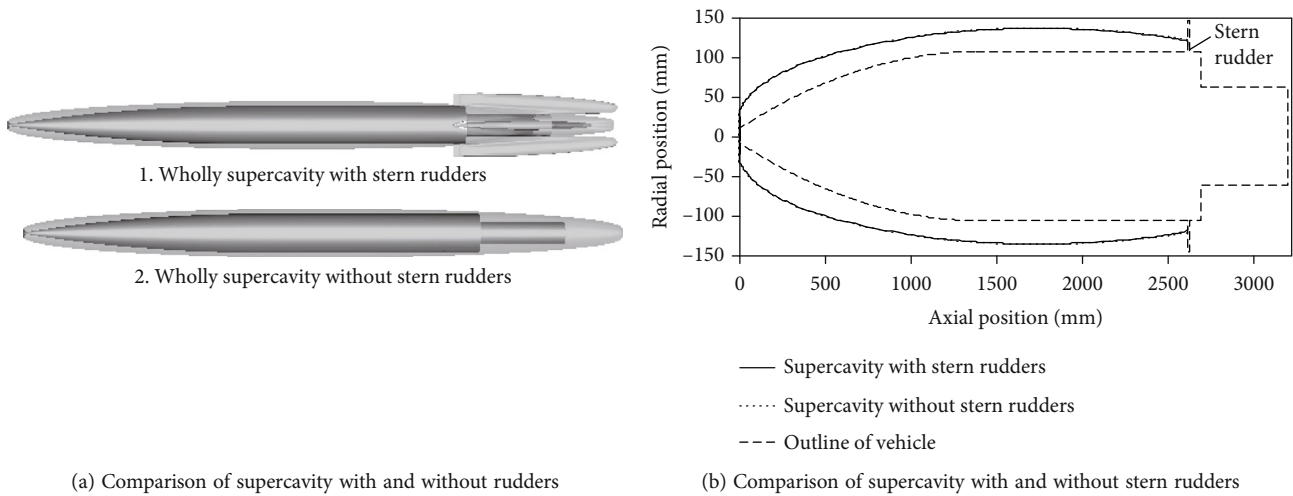 1. Wholly supercavity with stern rudders
2. Wholly supercavity without stern rudders
(a) Comparison of supercavity with and without rudders
150
100
50
0
−50
−100
−150
Radial position (mm)
Stern
rudder
0 500 1000 1500 2000 2500 3000
Axial position (mm)
Supercavity with stern rudders
Supercavity without stern rudders
Outline of vehicle
(b) Comparison of supercavity with and without stern rudders